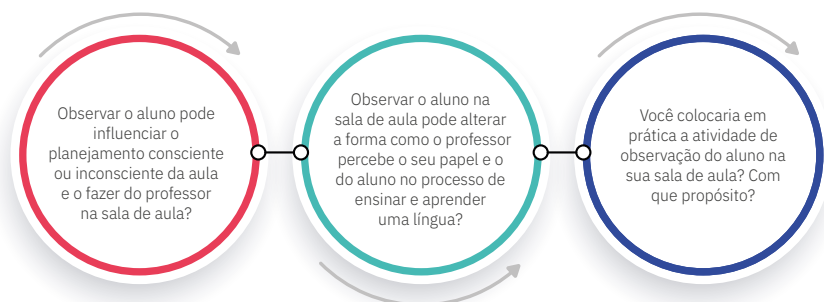 Observar o aluno pode
influenciar o
planejamento consciente
ou inconsciente da aula
e o fazer do professor
na sala de aula?
Observar o aluno na
sala de aula pode alterar
a forma como o professor
percebe o seu papel e o
do aluno no processo de
ensinar e aprender
uma língua?
Você colocaria em
prática a atividade de
observação do aluno na
sua sala de aula? Com
que propósito?